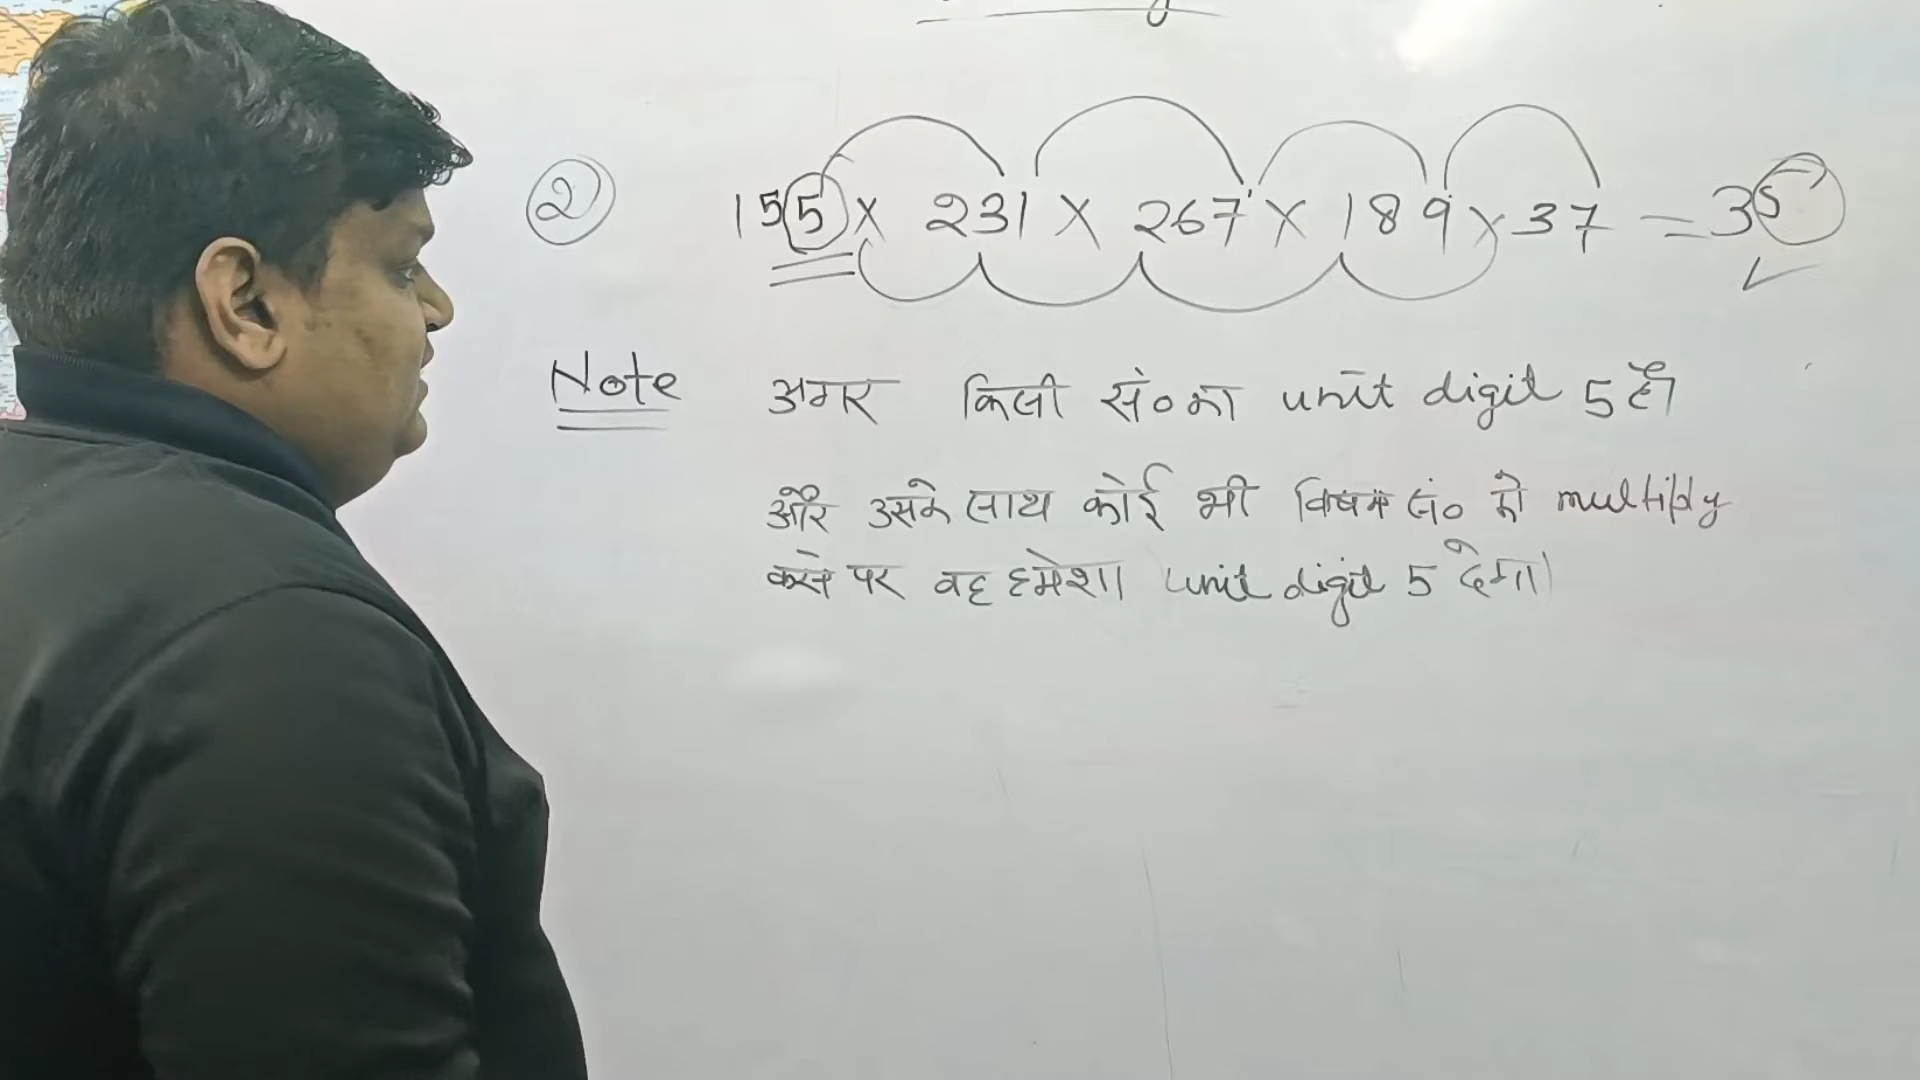 ② 155 x 231 x 267 x 189 x 37 = 35 ✓
Note अगर किसी सं० का unit digit 5 हो
और उसके साथ कोई भी विषम सं० से multiply
करने पर वह हमेशा unit digit 5 देगा।